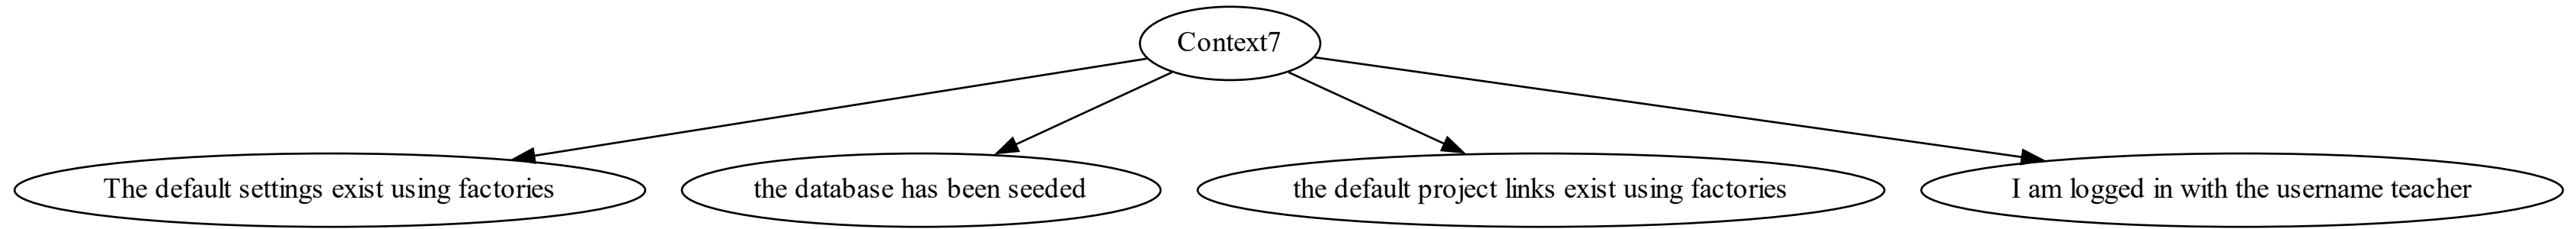 Context7
The default settings exist using factories
the database has been seeded
the default project links exist using factories
I am logged in with the username teacher